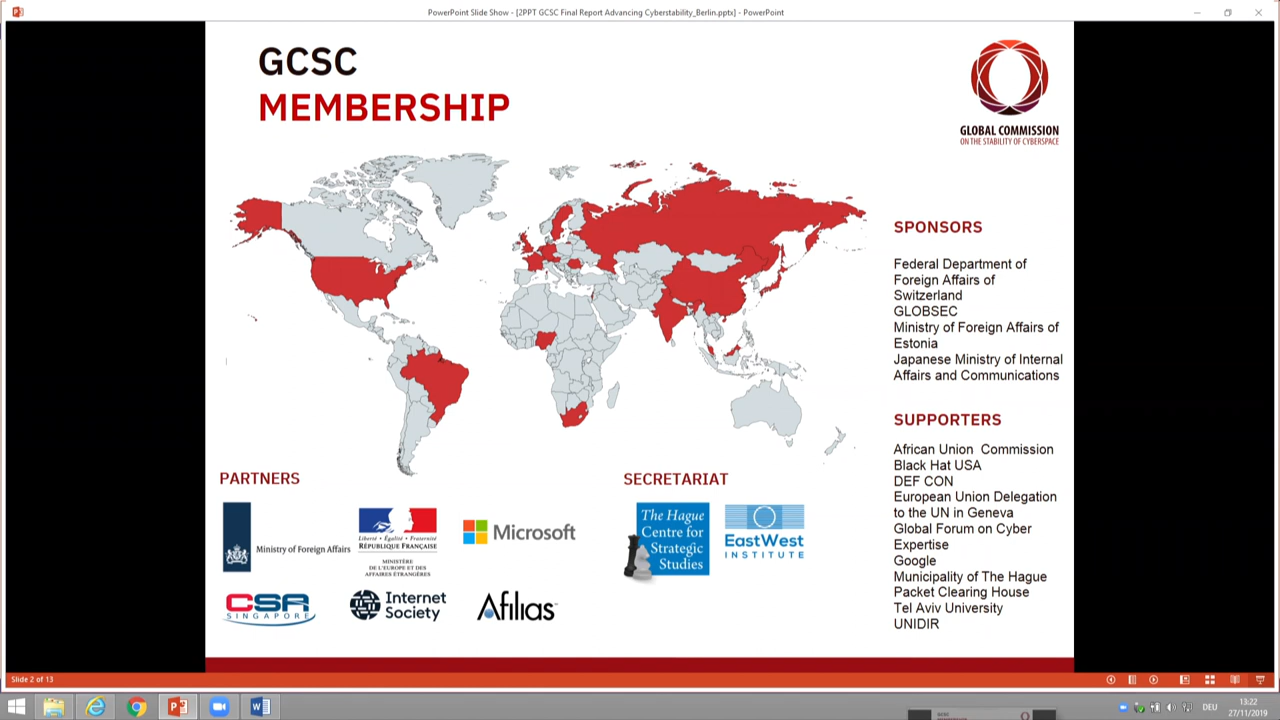 PowerPoint Slide Show - [2PPT GCSC Final Report Advancing Cyberstability_Berlin.pptx] - PowerPoint
GCSC
MEMBERSHIP
GLOBAL COMMISSION
ON THE STABILITY OF CYBERSPACE
SPONSORS
Federal Department of
Foreign Affairs of
Switzerland
GLOBSEC
Ministry of Foreign Affairs of
Estonia
Japanese Ministry of Internal
Affairs and Communications
SUPPORTERS
African Union Commission
Black Hat USA
DEF CON
European Union Delegation
to the UN in Geneva
Global Forum on Cyber
Expertise
Google
Municipality of The Hague
Packet Clearing House
Tel Aviv University
UNIDIR
PARTNERS
Ministry of Foreign Affairs
Liberté • Égalité • Fraternité
RÉPUBLIQUE FRANÇAISE
MINISTÈRE
DE L'EUROPE ET DES
AFFAIRES ÉTRANGÈRES
Microsoft
CSA
SINGAPORE
Internet
Society
Afilias
SECRETARIAT
The Hague
Centre for
Strategic
Studies
EastWest
INSTITUTE
Slide 2 of 13
DEU
13:22
27/11/2019